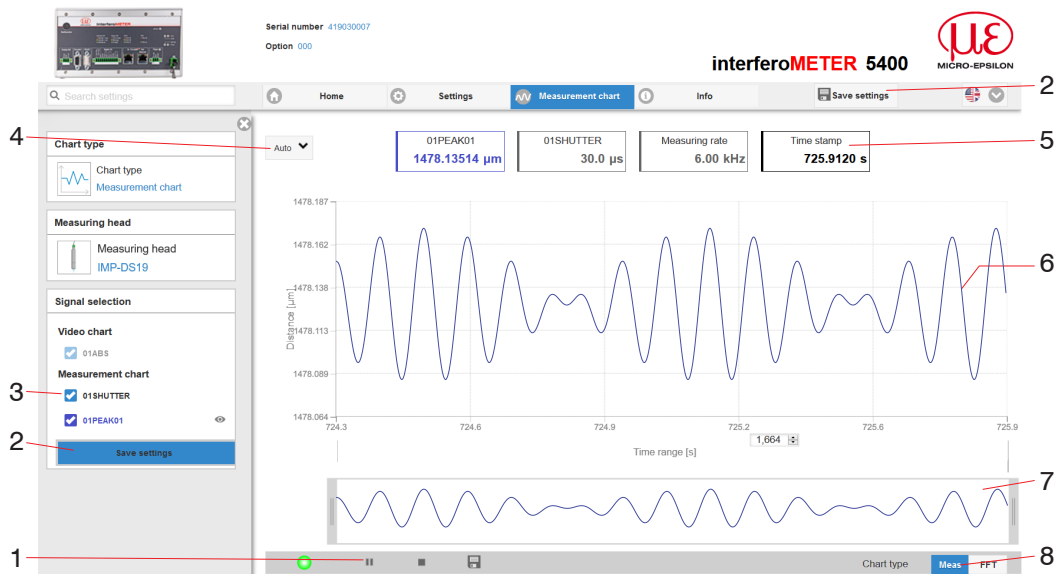 Serial number 419030007
Option 000
interferoMETER 5400
με
MICRO-EPSILON
interferoMETER
Search settings
Home
Settings
Measurement chart
Info
Save settings
2
4
Chart type
Chart type
Measurement chart
Measuring head
Measuring head
IMP-DS19
Signal selection
Video chart
01ABS
Measurement chart
3
01SHUTTER
01PEAK01
2
Save settings
Auto
01PEAK01
1478.13514 µm
01SHUTTER
30.0 µs
Measuring rate
6.00 kHz
Time stamp
725.9120 s
5
Distance [µm]
1478.187
1478.162
1478.138
1478.113
1478.089
1478.064
6
724.3
724.6
724.9
725.2
725.6
725.9
1,664
Time range [s]
7
1
Chart type
Meas
FFT
8